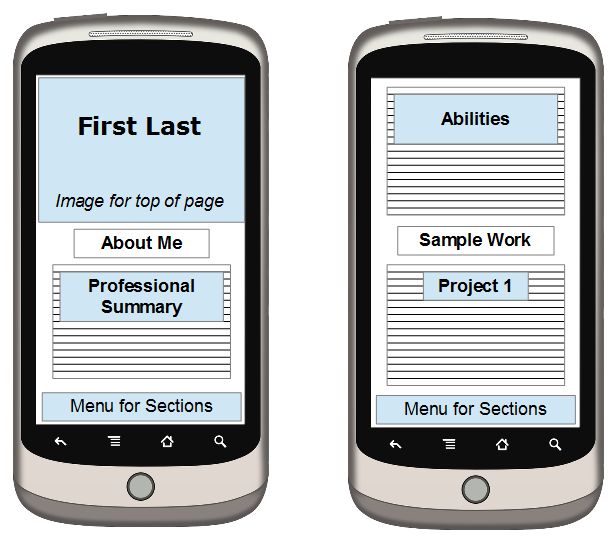 First Last
Image for top of page
About Me
Professional
Summary
Menu for Sections
Abilities
Sample Work
Project 1
Menu for Sections